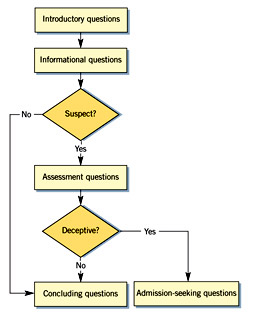 Introductory questions
Informational questions
Suspect?
No
Yes
Assessment questions
Deceptive?
Yes
No
Concluding questions
Admission-seeking questions